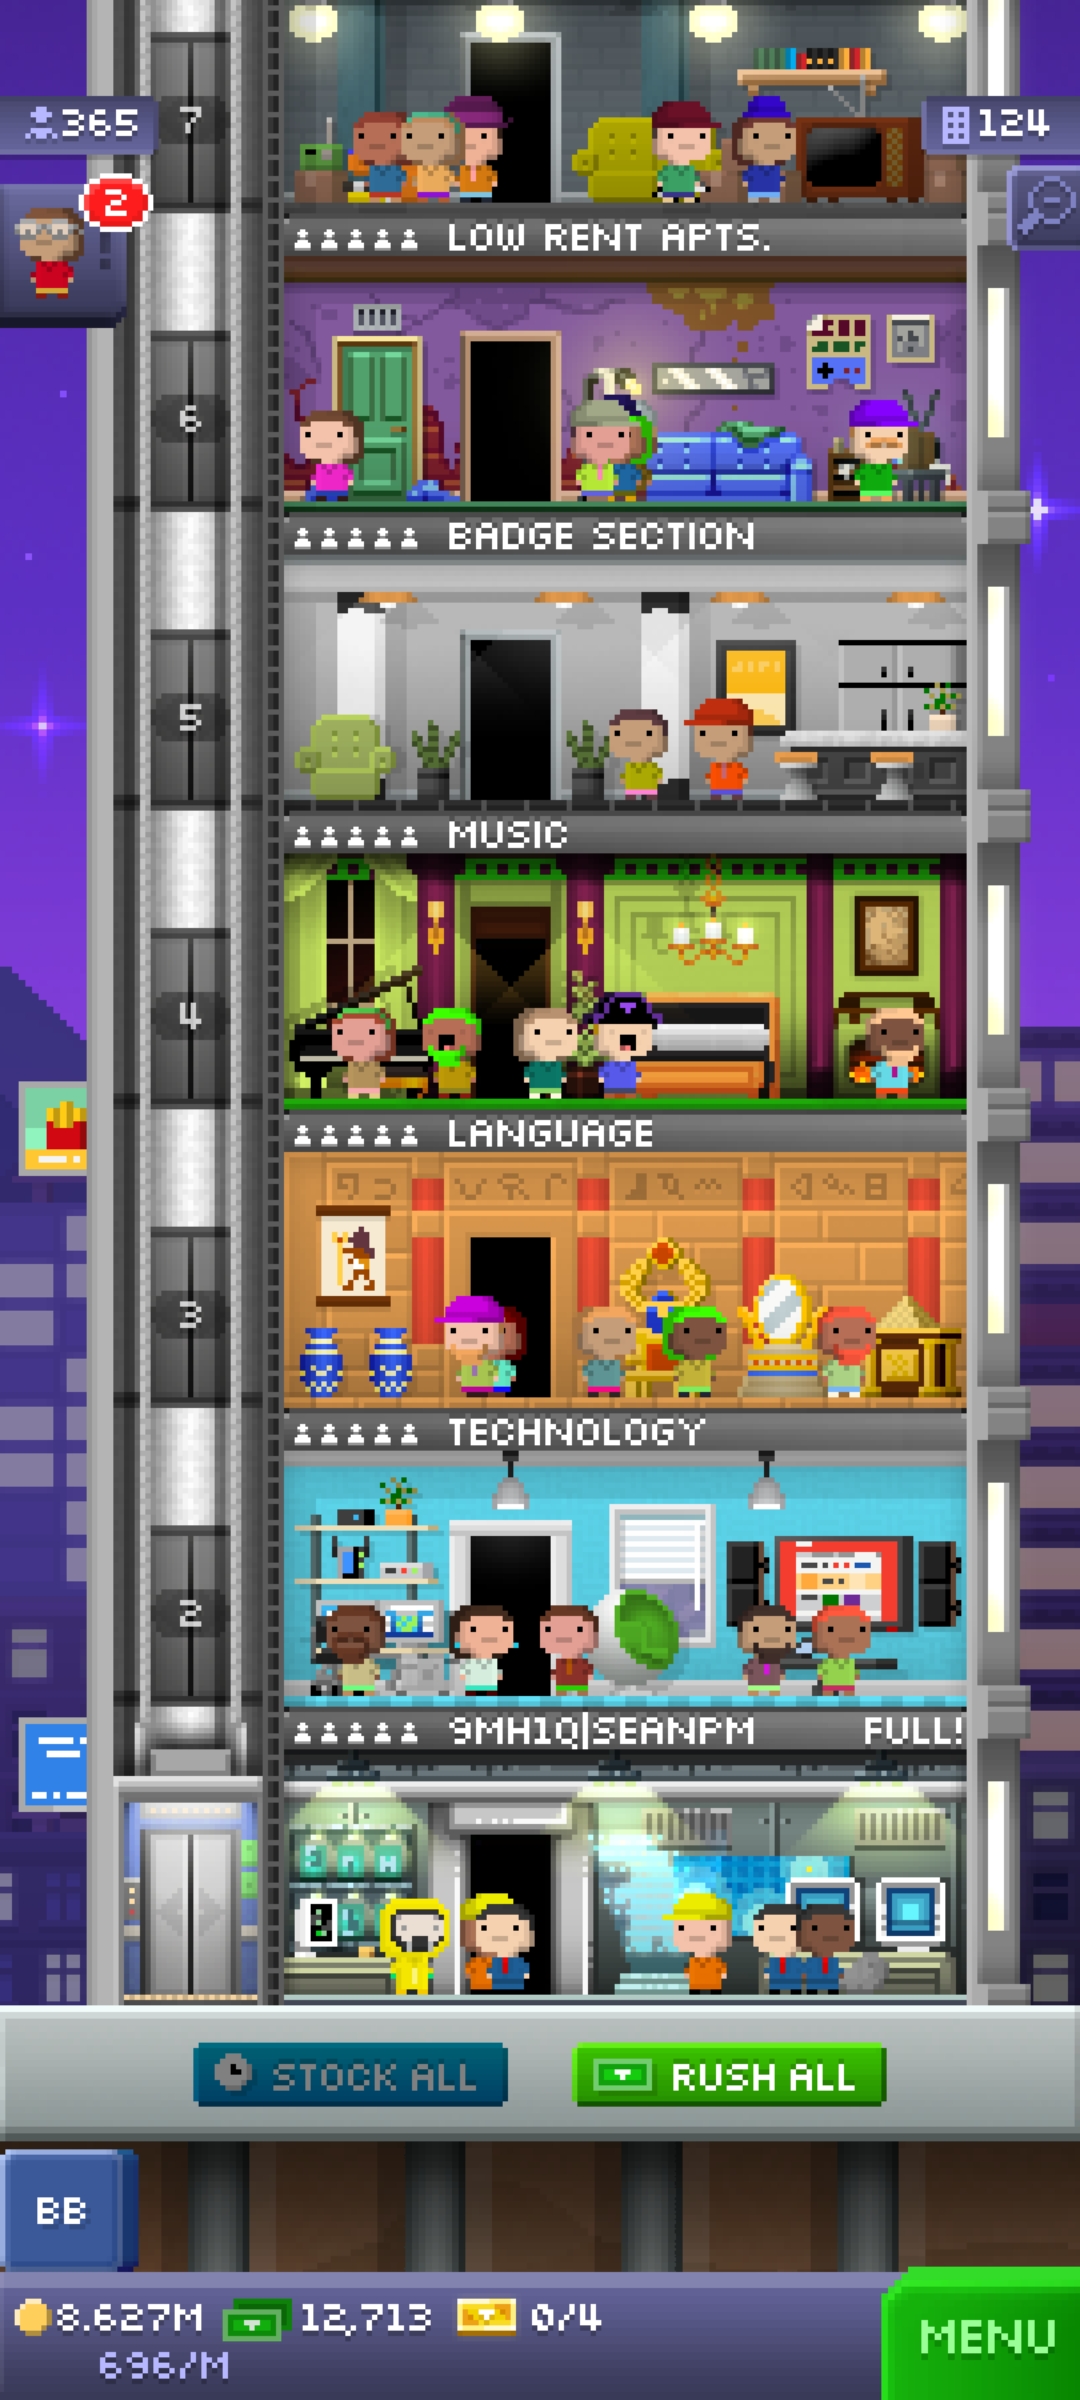 7
365
124
2
LOW RENT APTS.
6
BADGE SECTION
5
MUSIC
4
LANGUAGE
3
TECHNOLOGY
2
9MH1Q|SEANPM FULL!
STOCK ALL
RUSH ALL
BB
8.627M 12,713 0/4
696/M
MENU